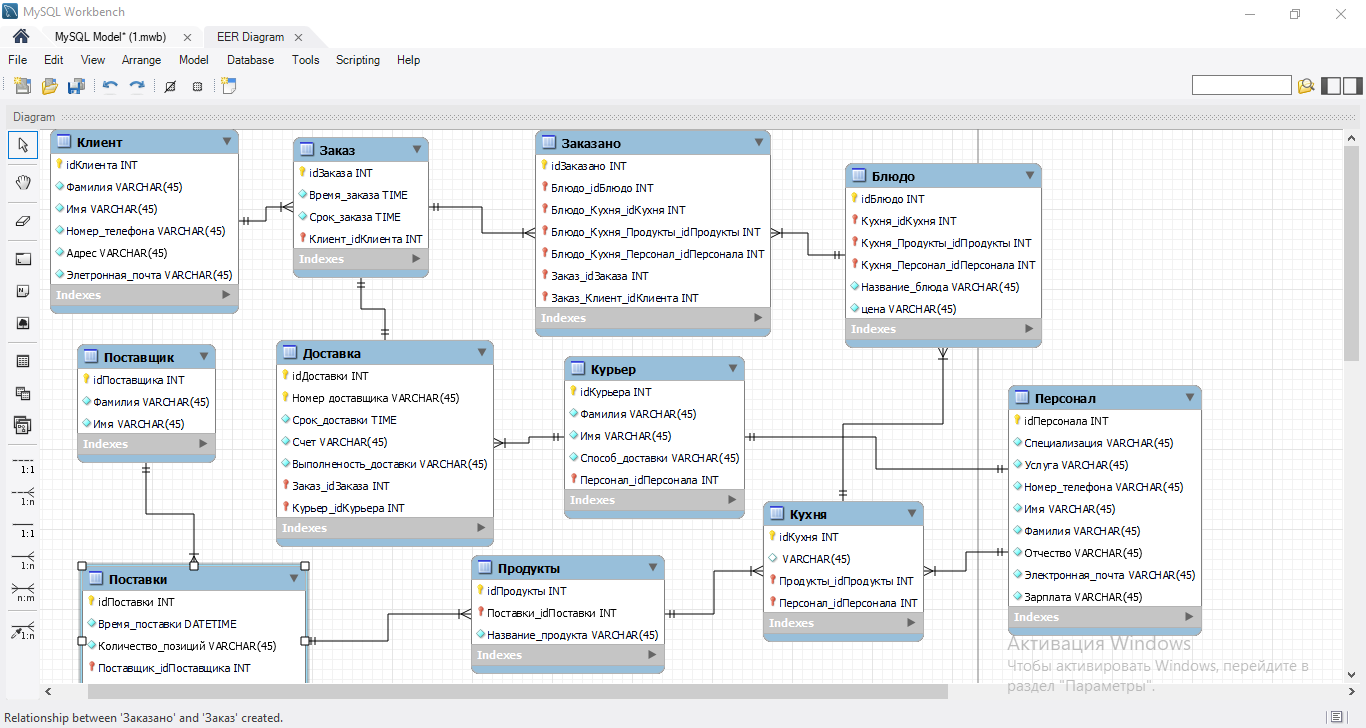 MySQL Workbench
MySQL Model* (1.mwb)
EER Diagram
File Edit View Arrange Model Database Tools Scripting Help
Diagram
Клиент
idКлиента INT
Фамилия VARCHAR(45)
Имя VARCHAR(45)
Номер_телефона VARCHAR(45)
Адрес VARCHAR(45)
Элетронная_почта VARCHAR(45)
Indexes
Заказ
idЗаказа INT
Время_заказа TIME
Срок_заказа TIME
Клиент_idКлиента INT
Indexes
Заказано
idЗаказано INT
Блюдо_idБлюдо INT
Блюдо_Кухня_idКухня INT
Блюдо_Кухня_Продукты_idПродукты INT
Блюдо_Кухня_Персонал_idПерсонала INT
Заказ_idЗаказа INT
Заказ_Клиент_idКлиента INT
Indexes
Блюдо
idБлюдо INT
Кухня_idКухня INT
Кухня_Продукты_idПродукты INT
Кухня_Персонал_idПерсонала INT
Название_блюда VARCHAR(45)
цена VARCHAR(45)
Indexes
Поставщик
idПоставщика INT
Фамилия VARCHAR(45)
Имя VARCHAR(45)
Indexes
Доставка
idДоставки INT
Номер доставщика VARCHAR(45)
Срок_доставки TIME
Счет VARCHAR(45)
Выполненость_доставки VARCHAR(45)
Заказ_idЗаказа INT
Курьер_idКурьера INT
Indexes
Курьер
idКурьера INT
Фамилия VARCHAR(45)
Имя VARCHAR(45)
Способ_доставки VARCHAR(45)
Персонал_idПерсонала INT
Indexes
Персонал
idПерсонала INT
Специализация VARCHAR(45)
Услуга VARCHAR(45)
Номер_телефона VARCHAR(45)
Имя VARCHAR(45)
Фамилия VARCHAR(45)
Отчество VARCHAR(45)
Электронная_почта VARCHAR(45)
Зарплата VARCHAR(45)
Indexes
Кухня
idКухня INT
VARCHAR(45)
Продукты_idПродукты INT
Персонал_idПерсонала INT
Indexes
Поставки
idПоставки INT
Время_поставки DATETIME
Количество_позиций VARCHAR(45)
Поставщик_idПоставщика INT
Продукты
idПродукты INT
Поставки_idПоставки INT
Название_продукта VARCHAR(45)
Indexes
1:1
1:n
1:1
1:n
n:m
1:n
Активация Windows
Чтобы активировать Windows, перейдите в
раздел "Параметры".
Relationship between 'Заказано' and 'Заказ' created.